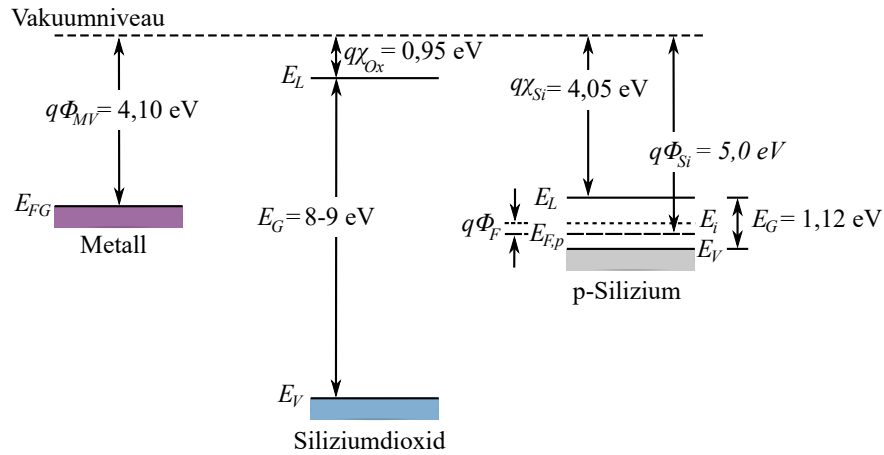 Vakuumniveau
qχOx = 0,95 eV
EL
qΦMV = 4,10 eV
qχSi = 4,05 eV
qΦSi = 5,0 eV
EFG
Metall
EG = 8-9 eV
EL
qΦF
EF,p
Ei
EV
EG = 1,12 eV
p-Silizium
EV
Siliziumdioxid